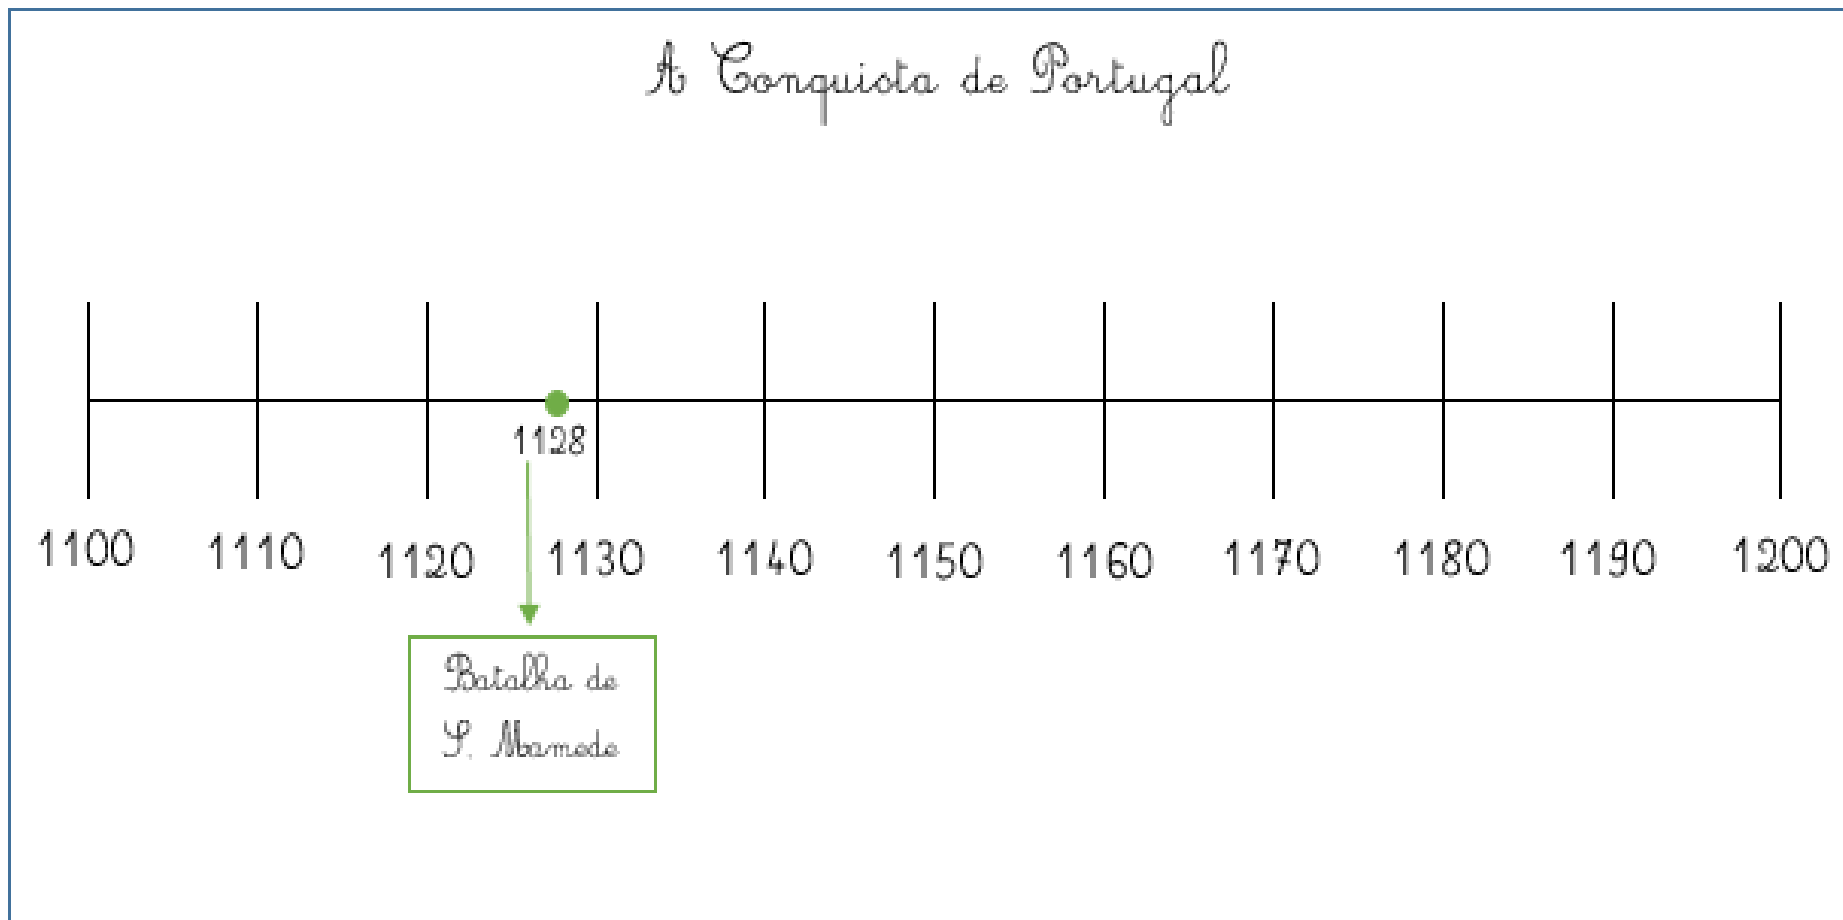 A Conquista de Portugal
1128
1100 1110 1120 1130 1140 1150 1160 1170 1180 1190 1200
Batalha de
S. Mamede